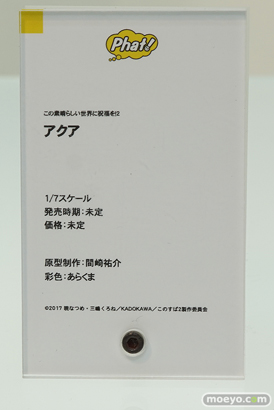 Phat!
この素晴らしい世界に祝福を!2
アクア
1/7スケール
発売時期:未定
価格:未定
原型制作:間崎祐介
彩色:あらくま
©2017 暁なつめ・三嶋くろね/KADOKAWA/このすば2製作委員会
moeyo.com